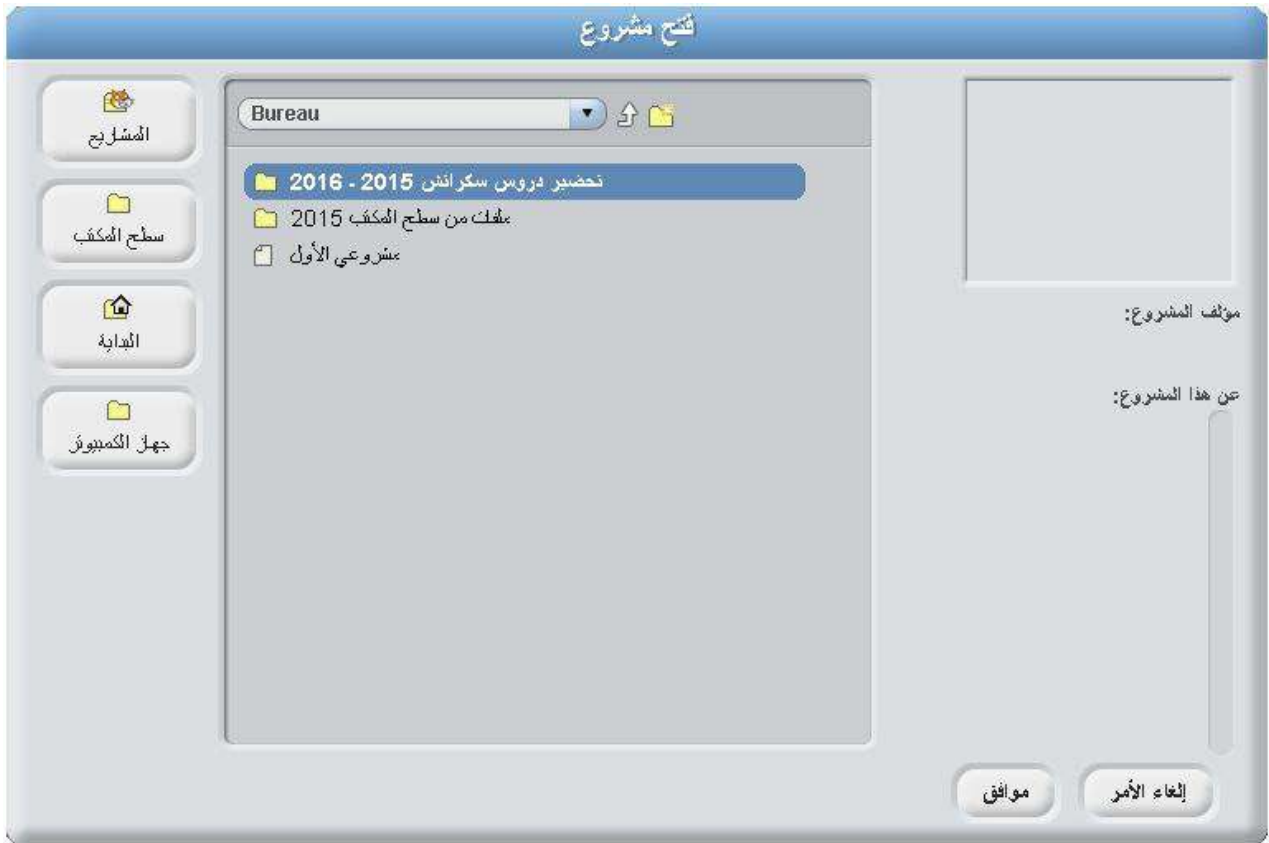 فتح مشروع
المشاريع
سطح المكتب
البداية
جهاز الكمبيوتر
Bureau
تحضير دروس سكراتش 2015 - 2016
ملفات من سطح المكتب 2015
مشروعي الأول
مؤلف المشروع:
عن هذا المشروع:
موافق
إلغاء الأمر